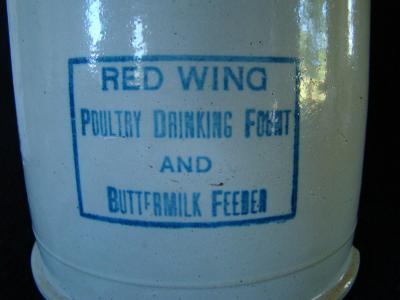 RED WING
POULTRY DRINKING FOUNT
AND
BUTTERMILK FEEDER